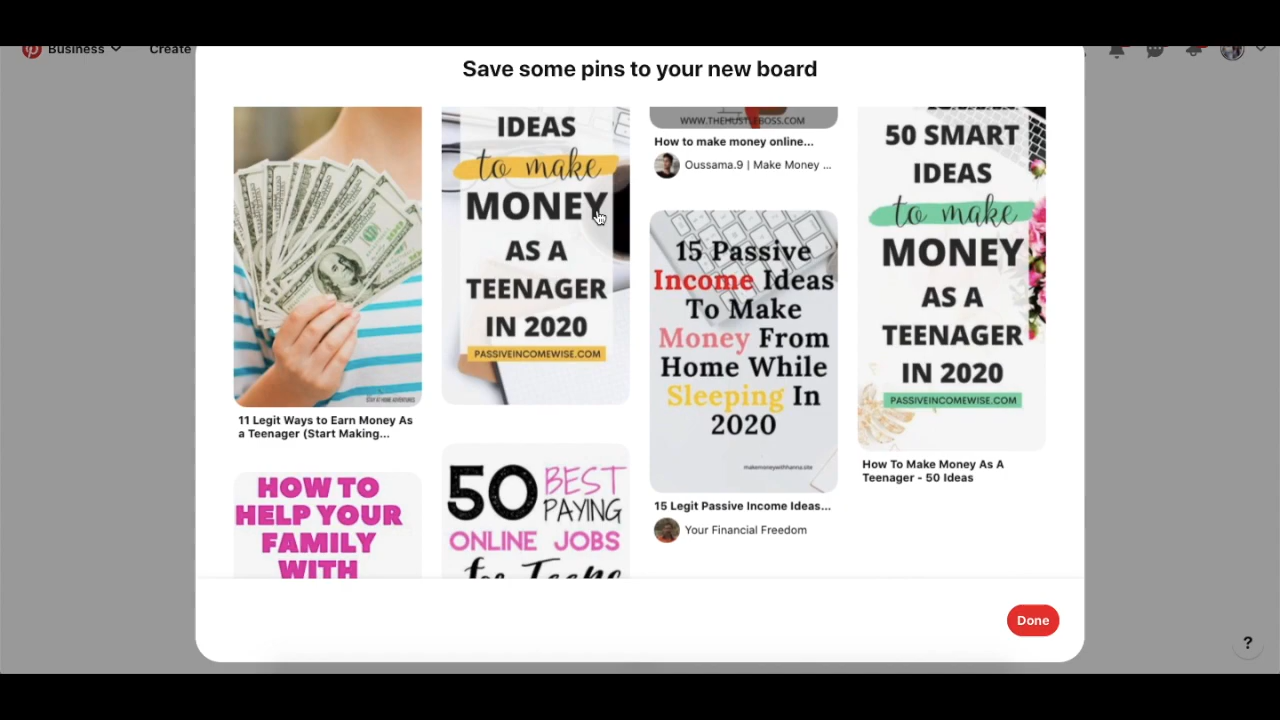 Business
Create
Save some pins to your new board
11 Legit Ways to Earn Money As
a Teenager (Start Making...
HOW TO
HELP YOUR
FAMILY
WITH
IDEAS
to make
MONEY
AS A
TEENAGER
IN 2020
PASSIVEINCOMEWISE.COM
50 BEST
PAYING
ONLINE JOBS
for Teens
WWW.THEHUSTLEBOSS.COM
How to make money online...
Oussama.9 | Make Money ...
15 Passive
Income Ideas
To Make
Money From
Home While
Sleeping In
2020
makemoneywithhanna.site
15 Legit Passive Income Ideas...
Your Financial Freedom
50 SMART
IDEAS
to make
MONEY
AS A
TEENAGER
IN 2020
PASSIVEINCOMEWISE.COM
How To Make Money As A
Teenager - 50 Ideas
Done
?